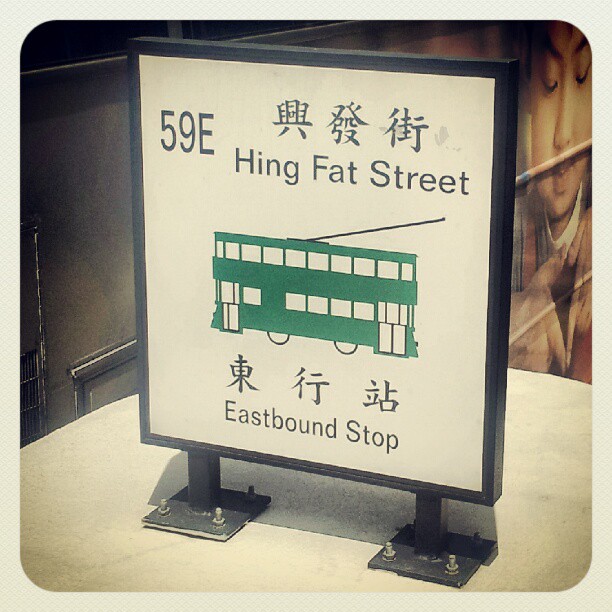 59E
興發街
Hing Fat Street
東行站
Eastbound Stop